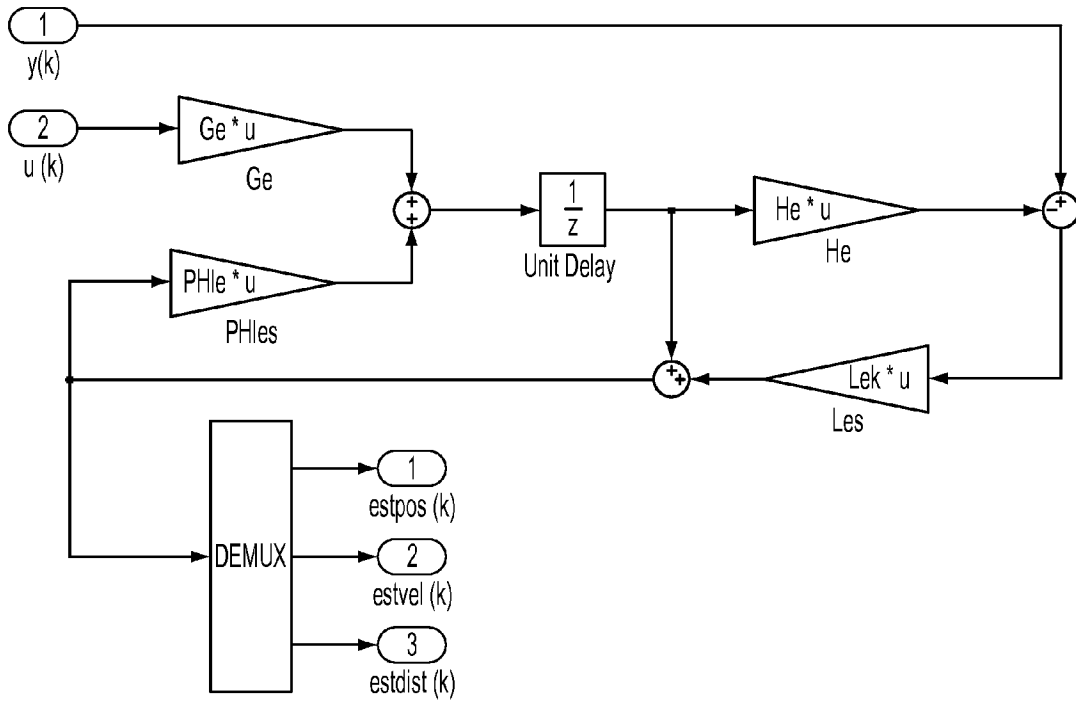 1
y(k)
2
u (k)
Ge * u
Ge
+
+
PHIe * u
PHIes
1
z
Unit Delay
He * u
He
+
−
Lek * u
Les
+
+
DEMUX
1
estpos (k)
2
estvel (k)
3
estdist (k)